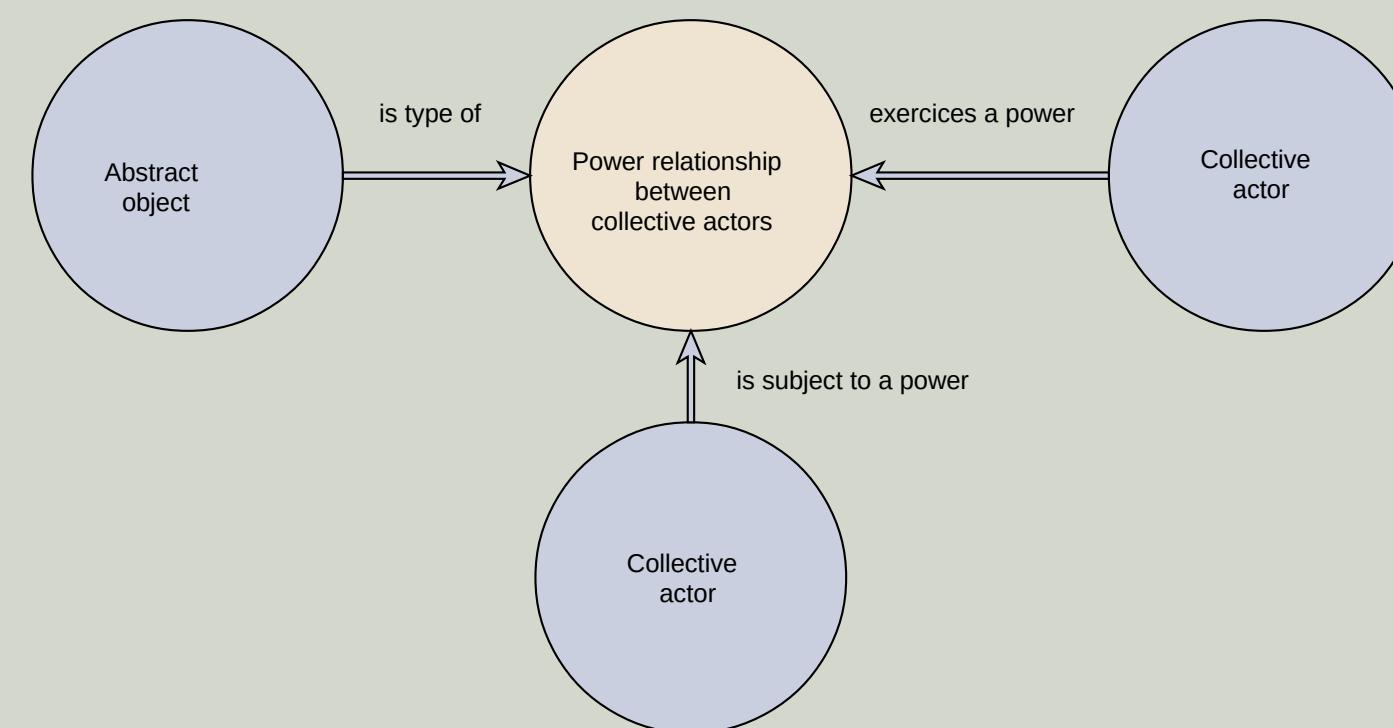 is type of
exercices a power
Abstract
object
Power relationship
between
collective actors
Collective
actor
is subject to a power
Collective
actor